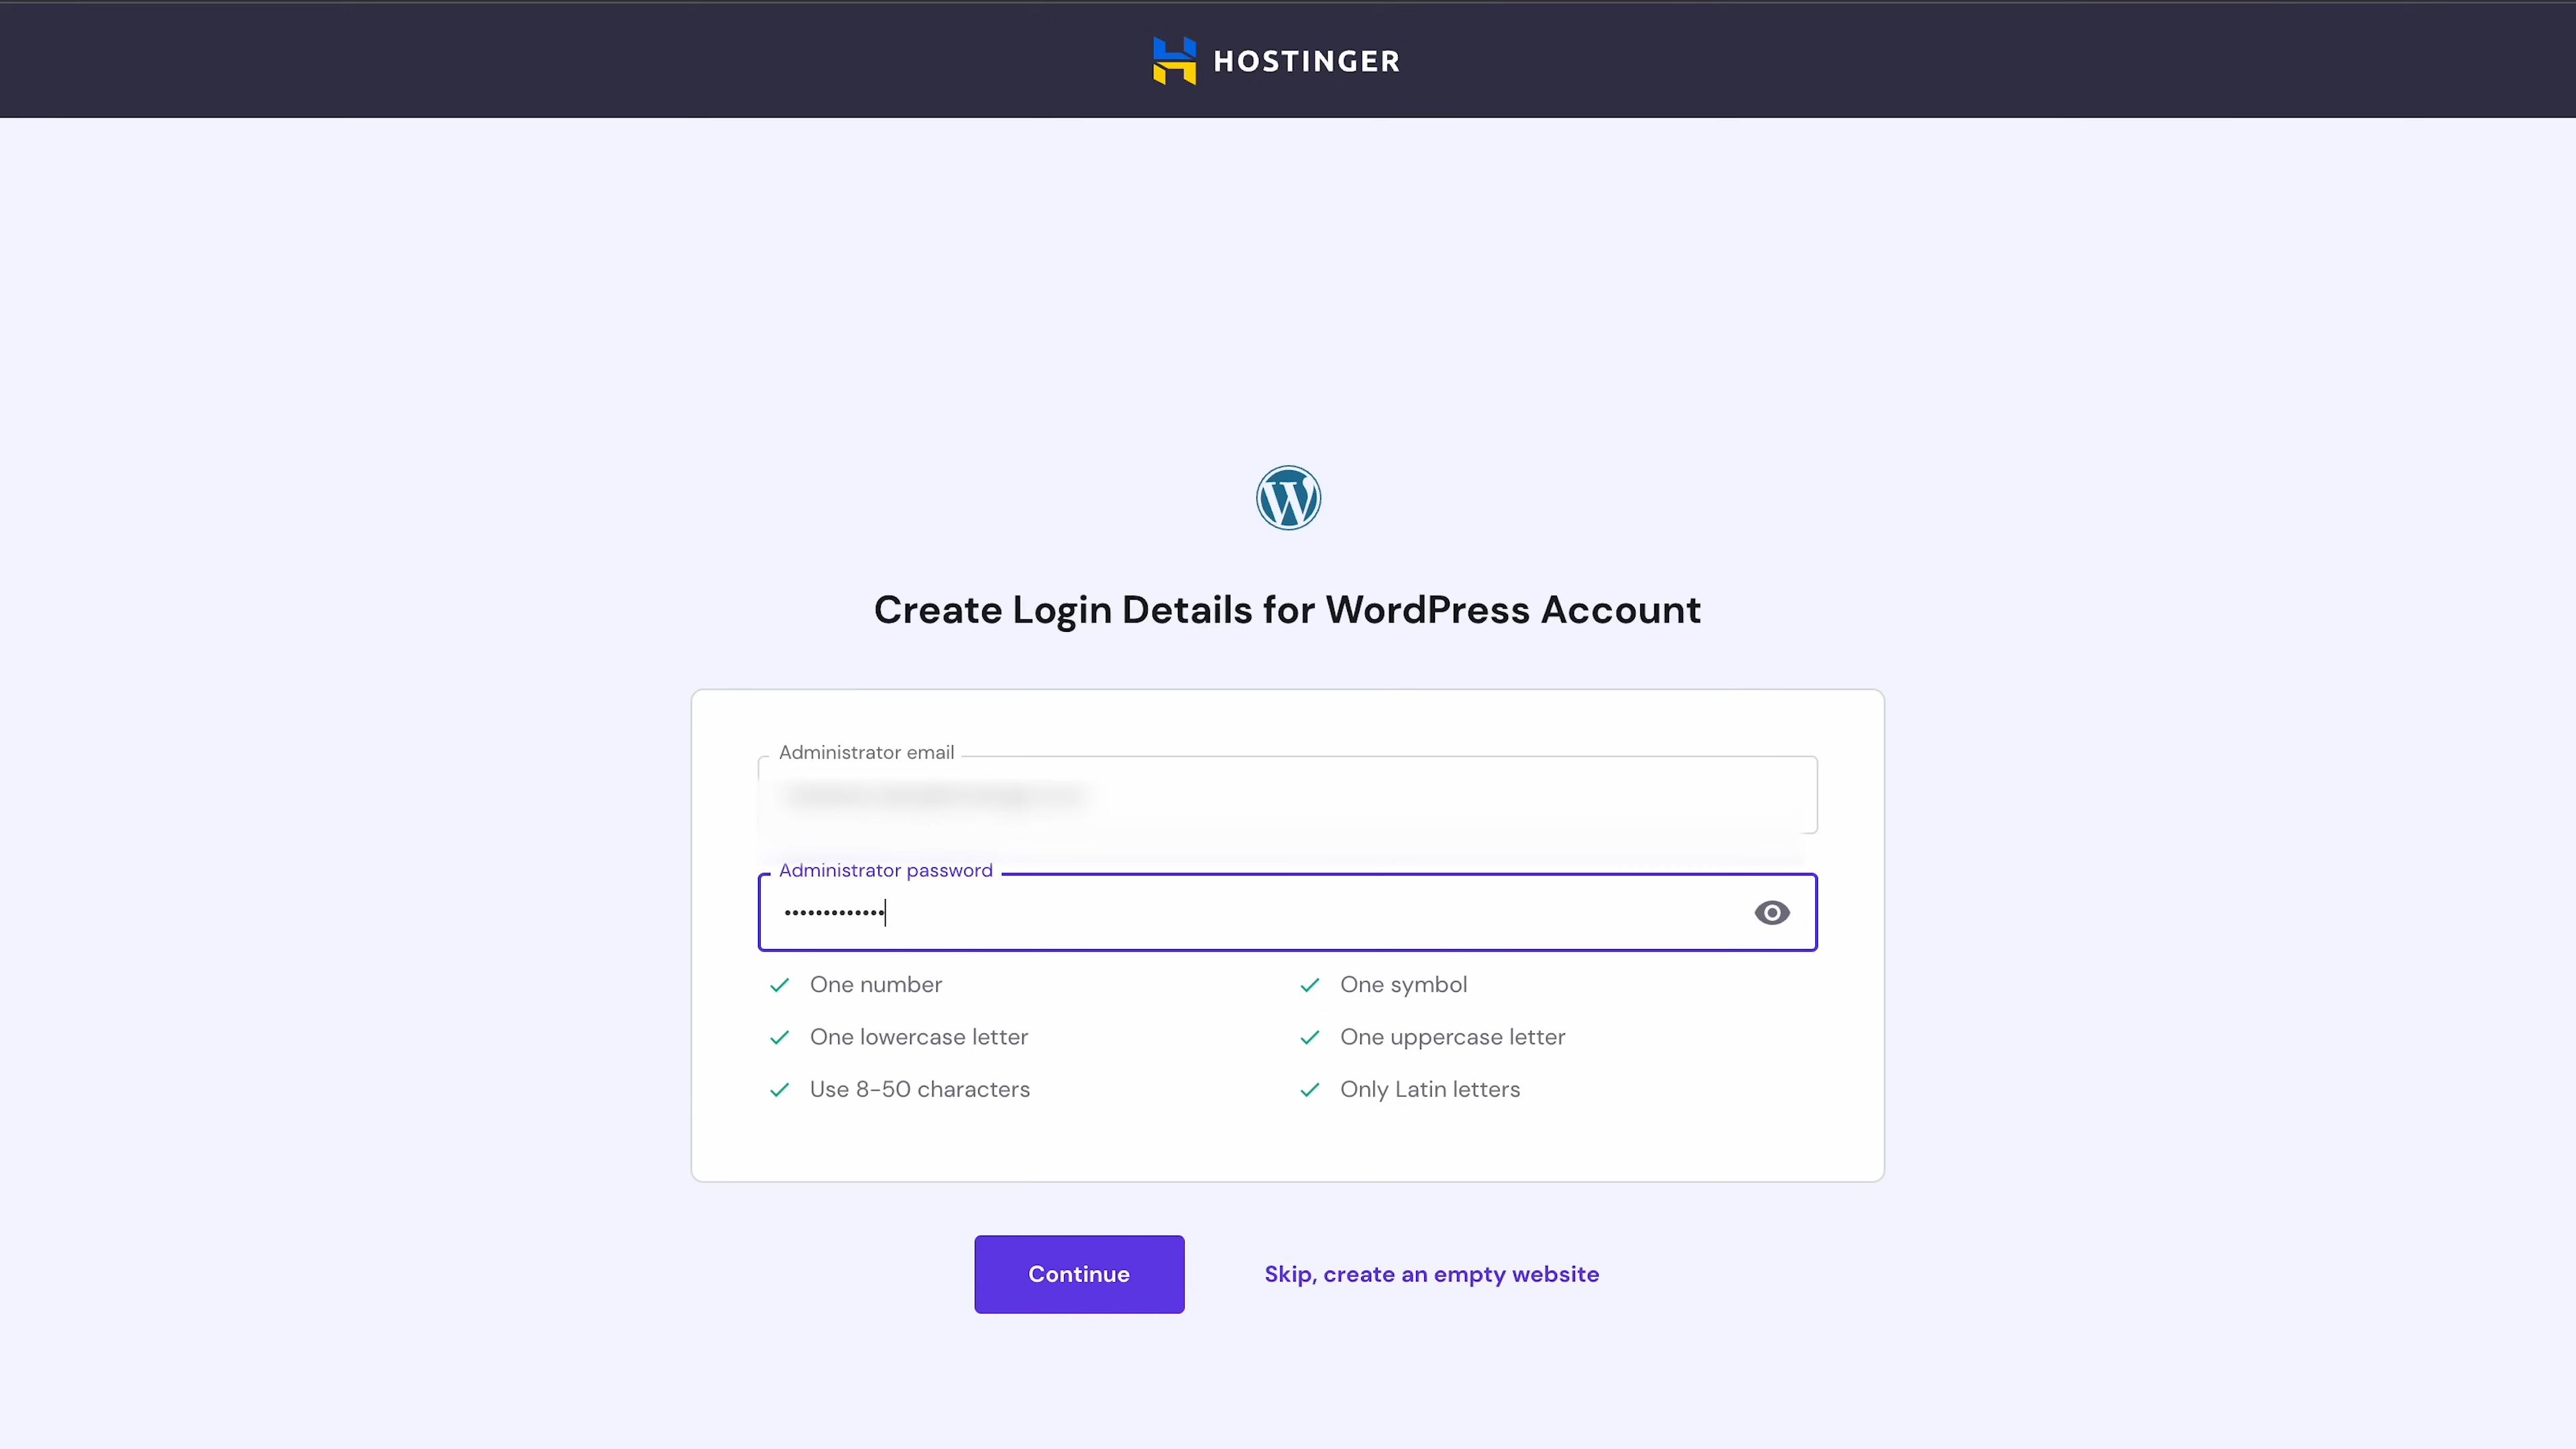 HOSTINGER
Create Login Details for WordPress Account
Administrator email
Administrator password
•••••••••••••
One number
One symbol
One lowercase letter
One uppercase letter
Use 8-50 characters
Only Latin letters
Continue
Skip, create an empty website